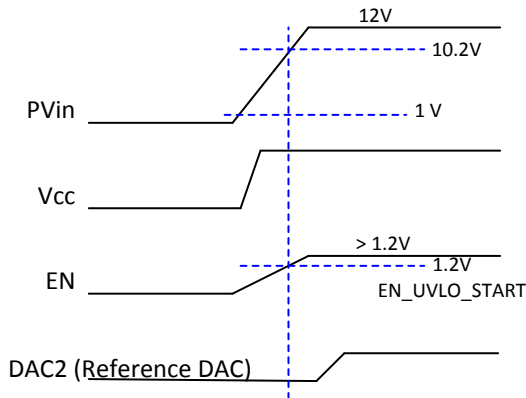 12V
10.2V
PVin
1 V
Vcc
> 1.2V
1.2V
EN
EN_UVLO_START
DAC2 (Reference DAC)